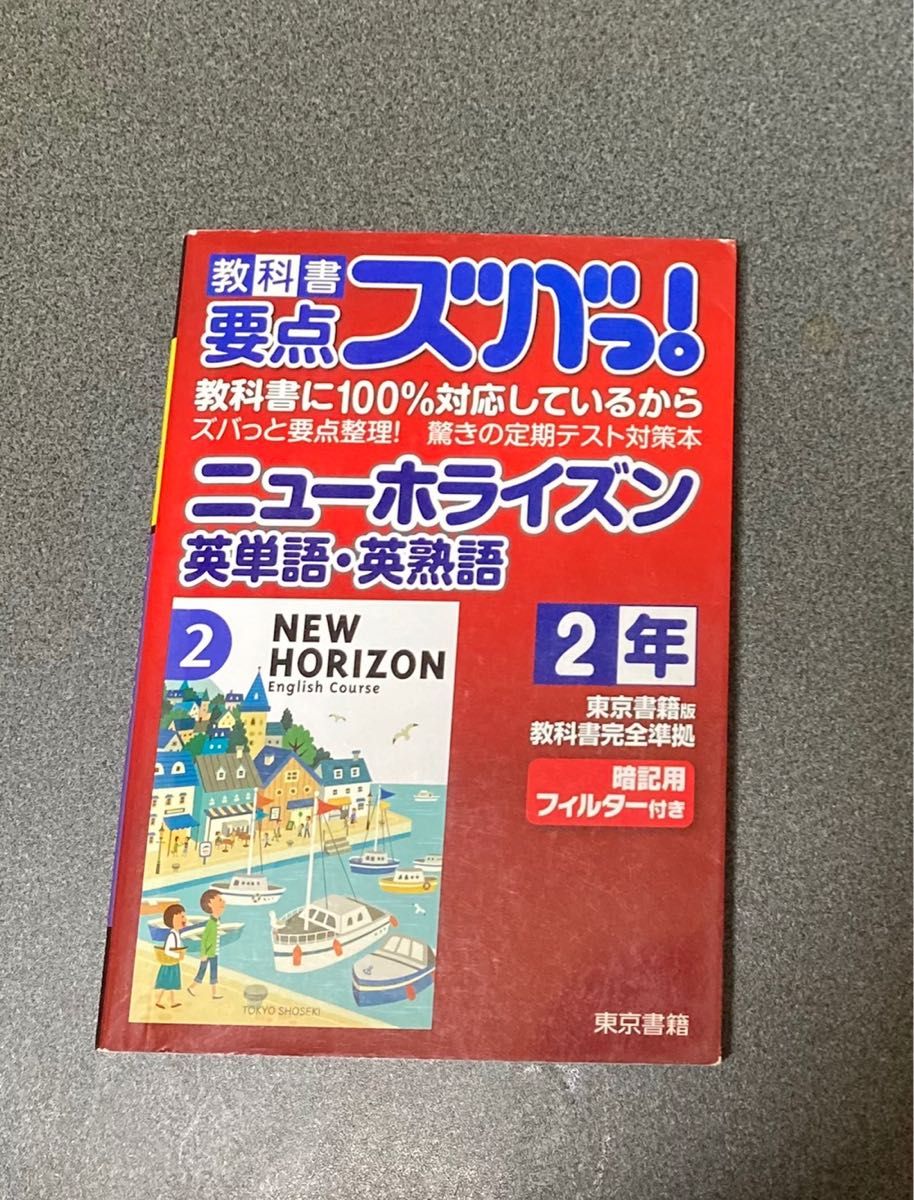 教科書
要点ズバっ!
教科書に100%対応しているから
ズバっと要点整理! 驚きの定期テスト対策本
ニューホライズン
英単語・英熟語
2
NEW
HORIZON
English Course
TOKYO SHOSEKI
2年
東京書籍版
教科書完全準拠
暗記用
フィルター付き
東京書籍